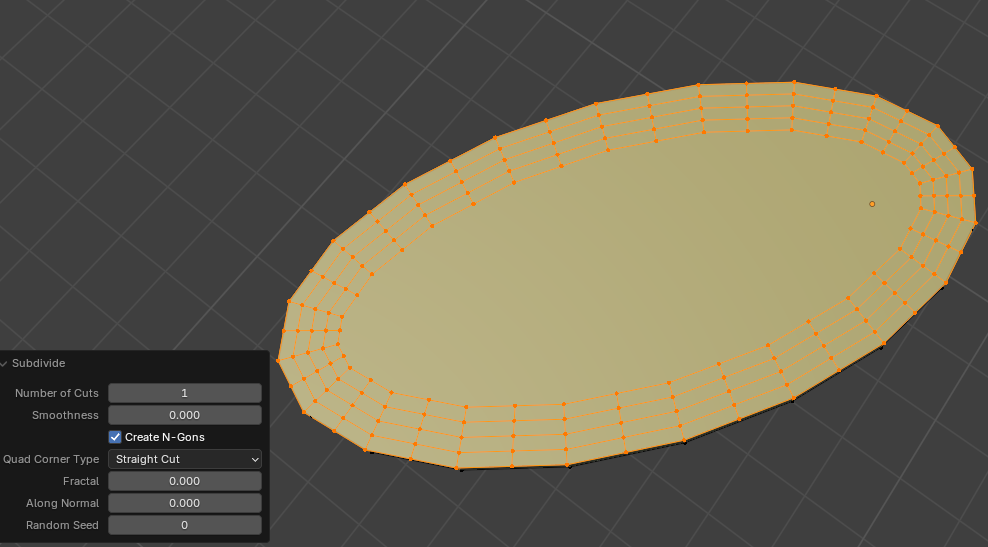 Subdivide
Number of Cuts 1
Smoothness 0.000
Create N-Gons
Quad Corner Type Straight Cut
Fractal 0.000
Along Normal 0.000
Random Seed 0